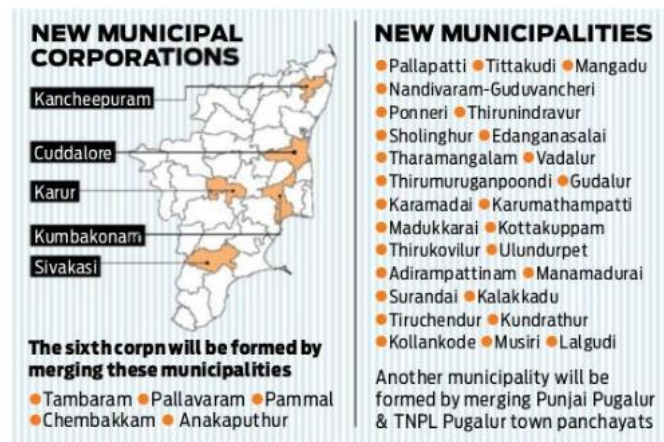 NEW MUNICIPAL
CORPORATIONS
Kancheepuram
Cuddalore
Karur
Kumbakonam
Sivakasi
The sixth corpn will be formed by
merging these municipalities
Tambaram Pallavaram Pammal
Chembakkam Anakaputhur
NEW MUNICIPALITIES
Pallapatti Tittakudi Mangadu
Nandivaram-Guduvancheri
Ponneri Thirunindravur
Sholinghur Edanganasalai
Tharamangalam Vadalur
Thirumuruganpoondi Gudalur
Karamadai Karumathampatti
Madukkarai Kottakuppam
Thirukovilur Ulundurpet
Adirampattinam Manamadurai
Surandai Kalakkadu
Tiruchendur Kundrathur
Kollankode Musiri Lalgudi
Another municipality will be
formed by merging Punjai Pugalur
& TNPL Pugalur town panchayats